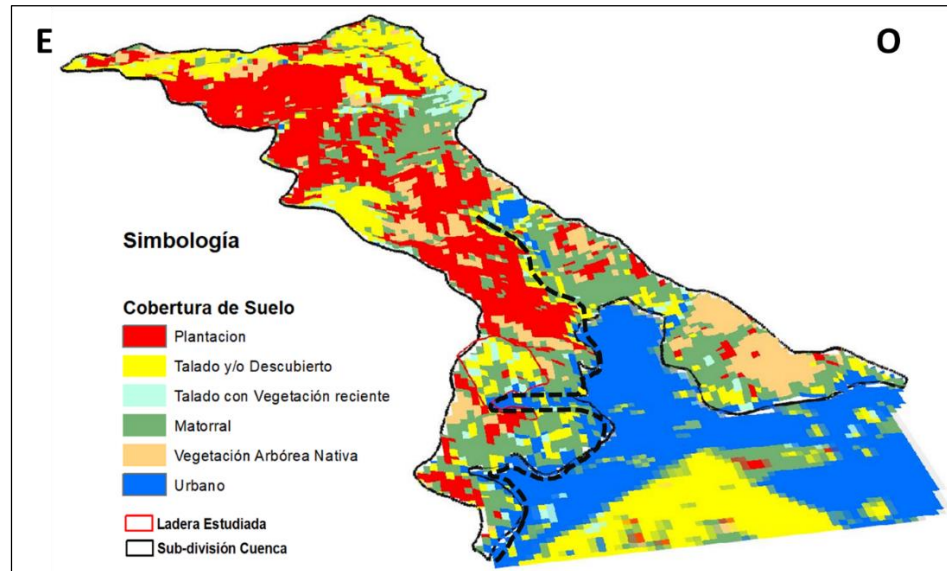 E
O
Simbología
Cobertura de Suelo
Plantacion
Talado y/o Descubierto
Talado con Vegetación reciente
Matorral
Vegetación Arbórea Nativa
Urbano
Ladera Estudiada
Sub-división Cuenca